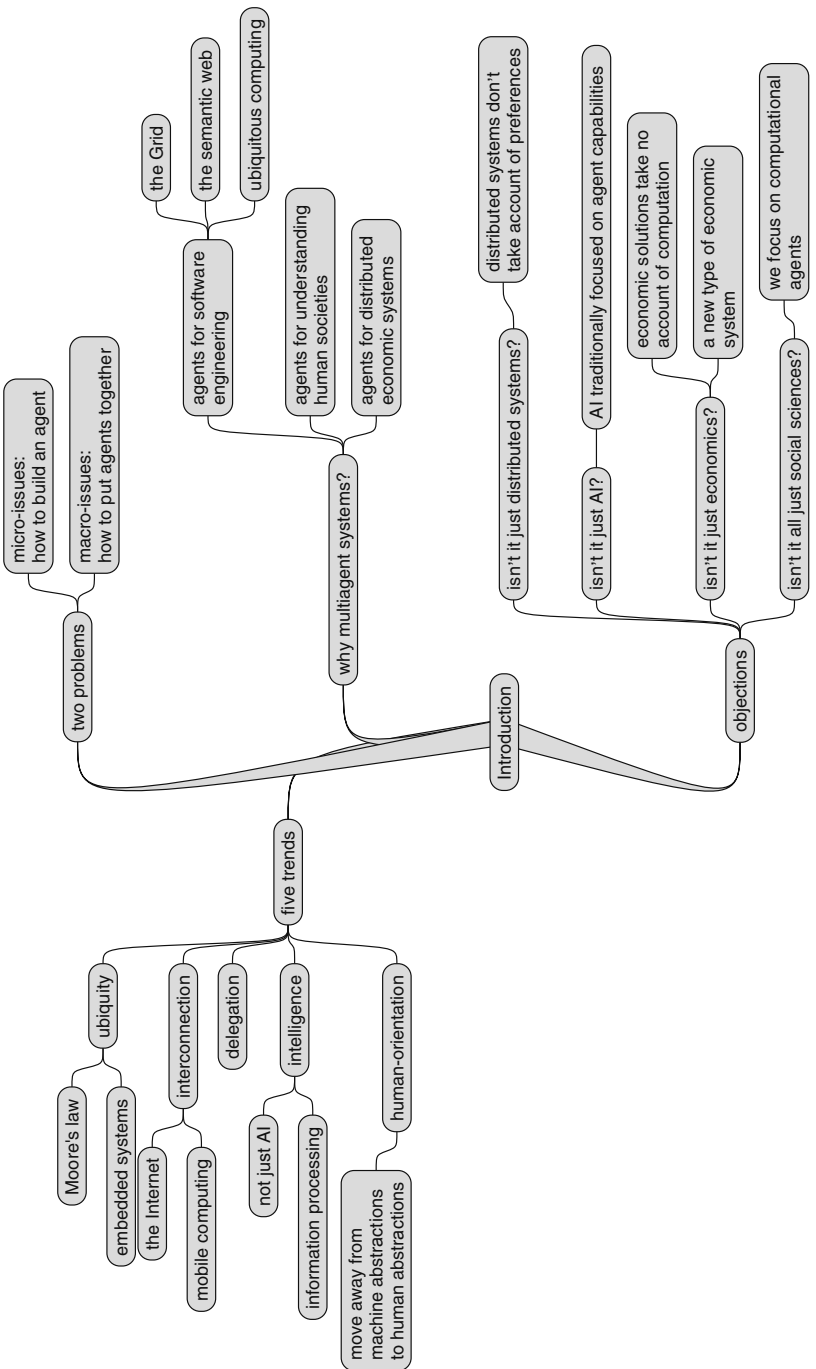 Introduction
five trends
ubiquity
Moore's law
embedded systems
interconnection
the Internet
mobile computing
delegation
intelligence
not just AI
information processing
human-orientation
move away from
machine abstractions
to human abstractions
two problems
micro-issues:
how to build an agent
macro-issues:
how to put agents together
why multiagent systems?
agents for software
engineering
the Grid
the semantic web
ubiquitous computing
agents for understanding
human societies
agents for distributed
economic systems
objections
isn't it just distributed systems?
distributed systems don't
take account of preferences
isn't it just AI?
AI traditionally focused on agent capabilities
isn't it just economics?
economic solutions take no
account of computation
a new type of economic
system
isn't it all just social sciences?
we focus on computational
agents